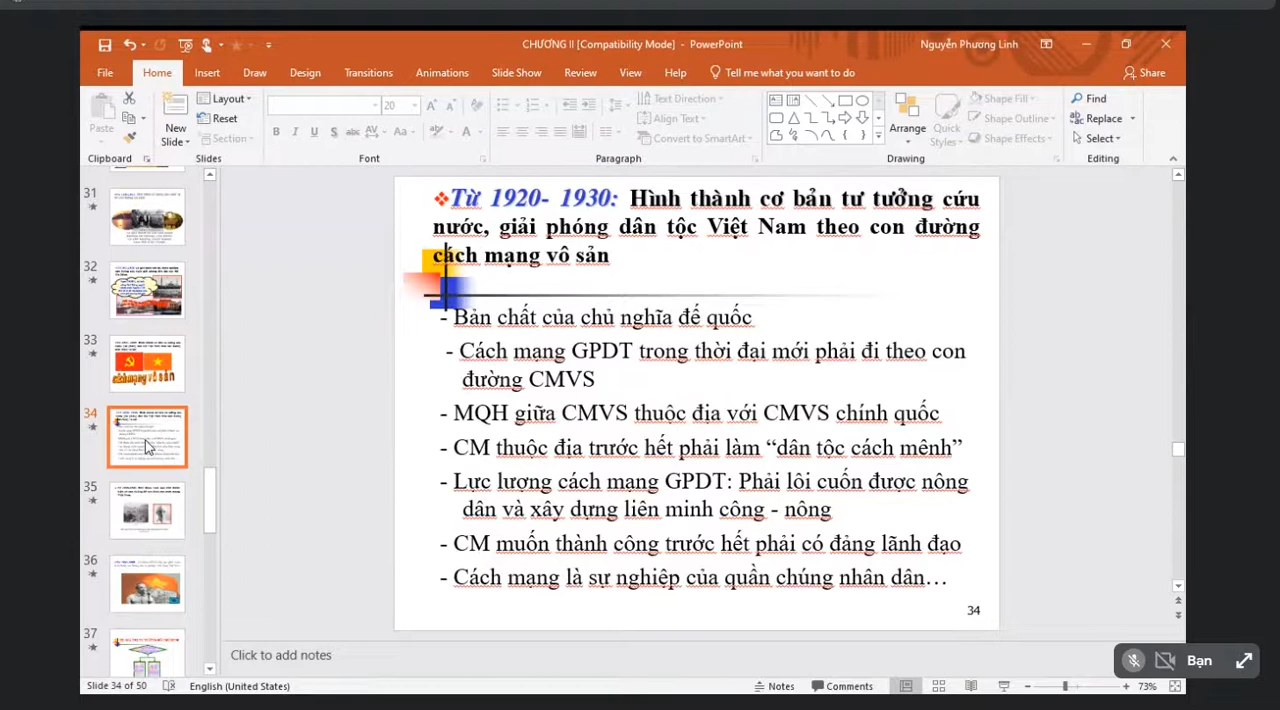 CHƯƠNG II [Compatibility Mode] - PowerPoint
Nguyễn Phương Linh
File Home Insert Draw Design Transitions Animations Slide Show Review View Help Tell me what you want to do Share
Paste
New Slide
Layout
Reset
Section
20
B I U S abc AV Aa A
Text Direction
Align Text
Convert to SmartArt
Arrange
Quick Styles
Shape Fill
Shape Outline
Shape Effects
Find
Replace
Select
Clipboard Slides Font Paragraph Drawing Editing
31
32
33
34
35
36
37
Từ 1920- 1930: Hình thành cơ bản tư tưởng cứu
nước, giải phóng dân tộc Việt Nam theo con đường
cách mạng vô sản
- Bản chất của chủ nghĩa đế quốc
- Cách mạng GPDT trong thời đại mới phải đi theo con
đường CMVS
- MQH giữa CMVS thuộc địa với CMVS chính quốc
- CM thuộc địa trước hết phải làm “dân tộc cách mệnh”
- Lực lượng cách mạng GPDT: Phải lôi cuốn được nông
dân và xây dựng liên minh công - nông
- CM muốn thành công trước hết phải có đảng lãnh đạo
- Cách mạng là sự nghiệp của quần chúng nhân dân…
34
Click to add notes
Bạn
Slide 34 of 50 English (United States) Notes Comments 73%